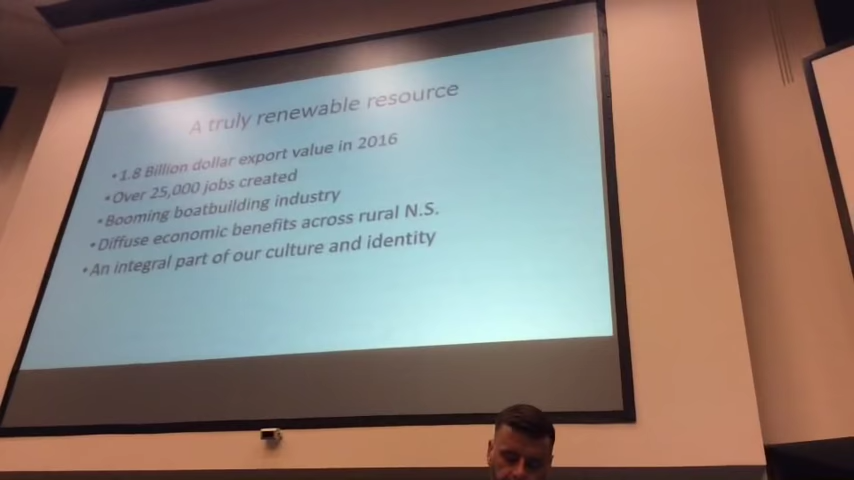 A truly renewable resource
•1.8 Billion dollar export value in 2016
•Over 25,000 jobs created
•Booming boatbuilding industry
•Diffuse economic benefits across rural N.S.
•An integral part of our culture and identity